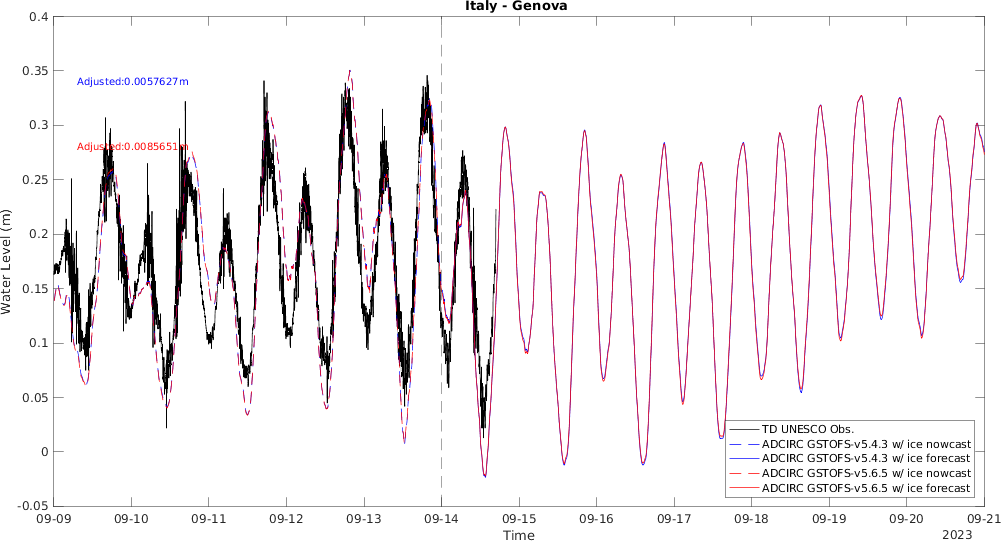 Italy - Genova
0.4
0.35
0.3
0.25
0.2
0.15
0.1
0.05
0
-0.05
Water Level (m)
Adjusted:0.0057627m
Adjusted:0.0085651m
TD UNESCO Obs.
ADCIRC GSTOFS-v5.4.3 w/ ice nowcast
ADCIRC GSTOFS-v5.4.3 w/ ice forecast
ADCIRC GSTOFS-v5.6.5 w/ ice nowcast
ADCIRC GSTOFS-v5.6.5 w/ ice forecast
09-09 09-10 09-11 09-12 09-13 09-14 09-15 09-16 09-17 09-18 09-19 09-20 09-21
Time
2023